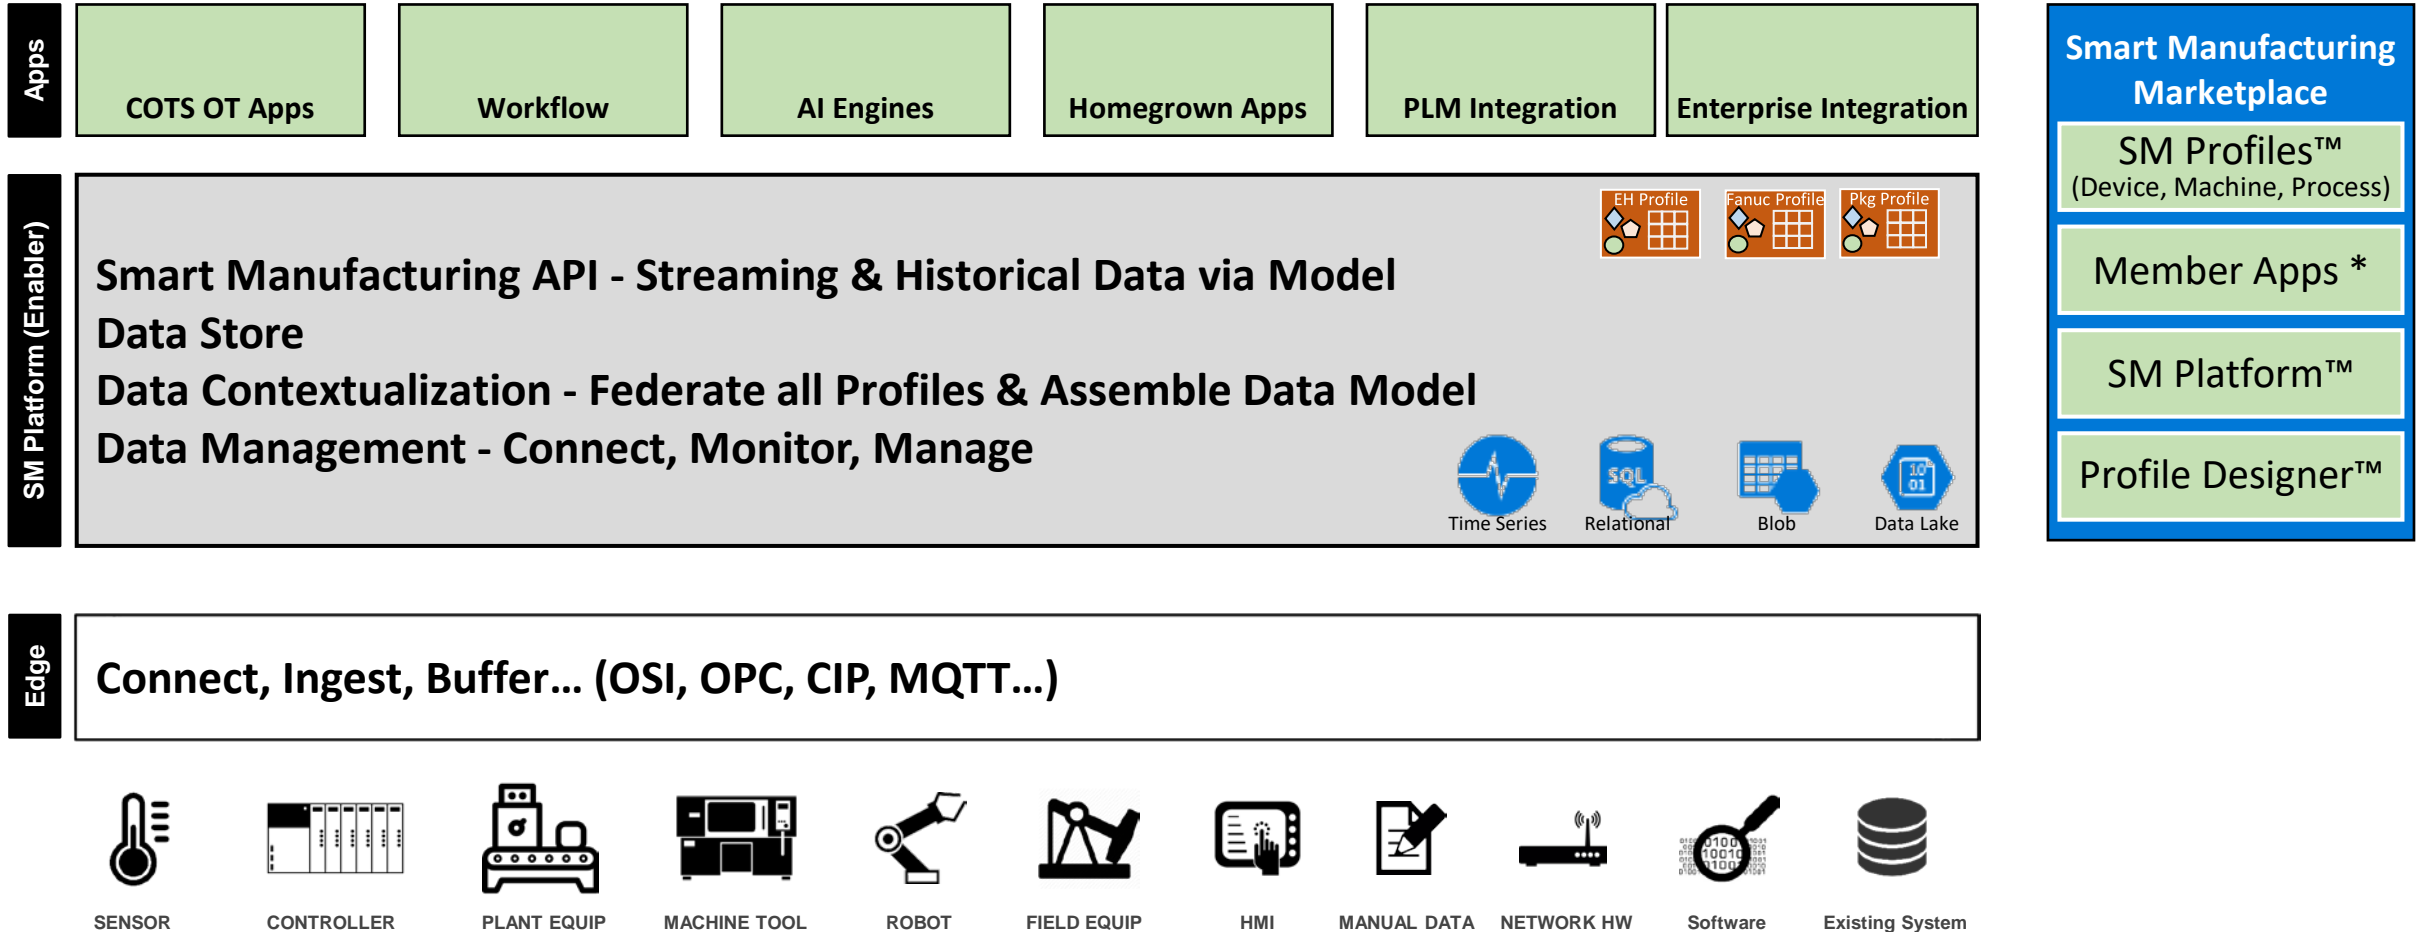 Apps
COTS OT Apps
Workflow
AI Engines
Homegrown Apps
PLM Integration
Enterprise Integration
SM Platform (Enabler)
EH Profile
Fanuc Profile
Pkg Profile
Smart Manufacturing API - Streaming & Historical Data via Model
Data Store
Data Contextualization - Federate all Profiles & Assemble Data Model
Data Management - Connect, Monitor, Manage
SQL
10
01
Time Series
Relational
Blob
Data Lake
Edge
Connect, Ingest, Buffer... (OSI, OPC, CIP, MQTT...)
SENSOR
CONTROLLER
PLANT EQUIP
MACHINE TOOL
ROBOT
FIELD EQUIP
HMI
MANUAL DATA
NETWORK HW
Software
Existing System
Smart Manufacturing
Marketplace
SM Profiles™
(Device, Machine, Process)
Member Apps *
SM Platform™
Profile Designer™